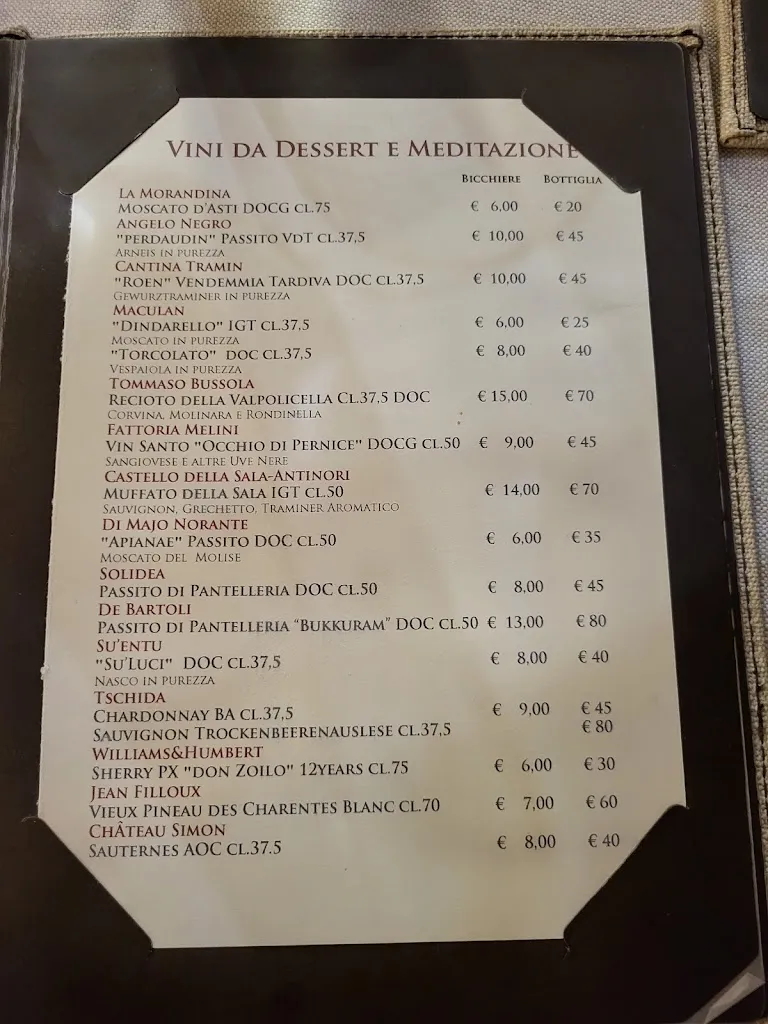 Vini da Dessert e Meditazione
Bicchiere Bottiglia
La Morandina
Moscato d'Asti DOCG cl.75 € 6,00 € 20
Angelo Negro
"perdaudin" Passito VdT cl.37,5 € 10,00 € 45
Arneis in purezza
Cantina Tramin
"Roen" Vendemmia Tardiva DOC cl.37,5 € 10,00 € 45
Gewurztraminer in purezza
Maculan
"Dindarello" IGT cl.37,5 € 6,00 € 25
Moscato in purezza
"Torcolato" doc cl.37,5 € 8,00 € 40
Vespaiola in purezza
Tommaso Bussola
Recioto della Valpolicella Cl.37,5 DOC € 15,00 € 70
Corvina, Molinara e Rondinella
Fattoria Melini
Vin Santo "Occhio di Pernice" DOCG cl.50 € 9,00 € 45
Sangiovese e altre Uve Nere
Castello della Sala-Antinori
Muffato della Sala IGT cl.50 € 14,00 € 70
Sauvignon, Grechetto, Traminer Aromatico
Di Majo Norante
"Apianae" Passito DOC cl.50 € 6,00 € 35
Moscato del Molise
Solidea
Passito di Pantelleria DOC cl.50 € 8,00 € 45
De Bartoli
Passito di Pantelleria “Bukkuram” DOC cl.50 € 13,00 € 80
Su'entu
"Su'Luci" DOC cl.37,5 € 8,00 € 40
Nasco in purezza
Tschida
Chardonnay BA cl.37,5 € 9,00 € 45
Sauvignon Trockenbeerenauslese cl.37,5 € 80
Williams&Humbert
Sherry PX "don Zoilo" 12years cl.75 € 6,00 € 30
Jean Filloux
Vieux Pineau des Charentes Blanc cl.70 € 7,00 € 60
Château Simon
Sauternes AOC cl.37.5 € 8,00 € 40